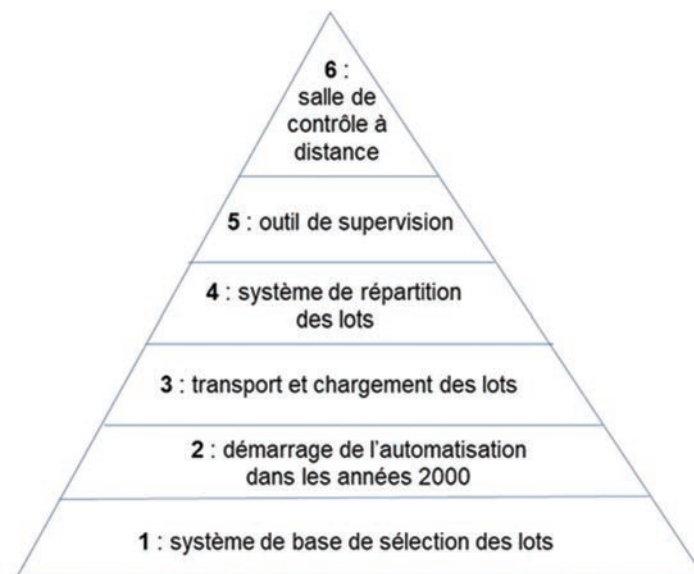 6 :
salle de
contrôle à
distance
5 : outil de supervision
4 : système de répartition
des lots
3 : transport et chargement des lots
2 : démarrage de l’automatisation
dans les années 2000
1 : système de base de sélection des lots